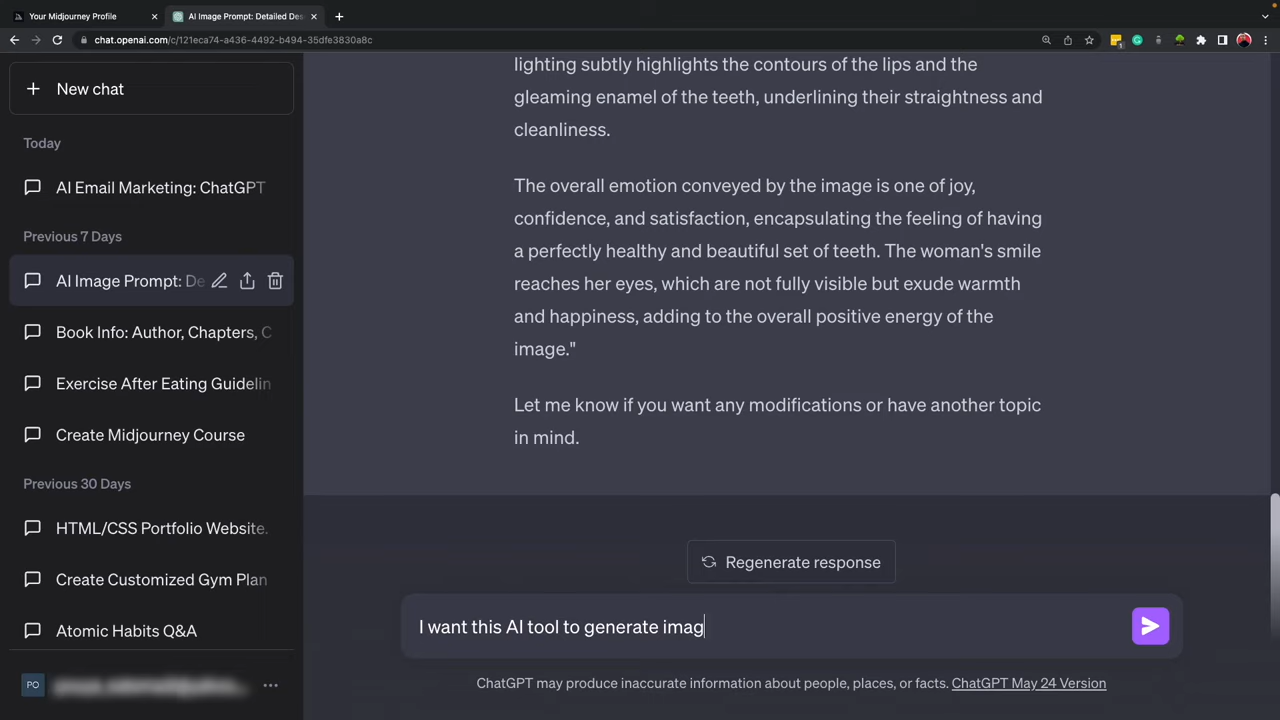 Your Midjourney Profile
AI Image Prompt: Detailed Des
chat.openai.com/c/121eca74-a436-4492-b494-35dfe3830a8c
New chat
Today
AI Email Marketing: ChatGPT
Previous 7 Days
AI Image Prompt: De
Book Info: Author, Chapters, C
Exercise After Eating Guidelin
Create Midjourney Course
Previous 30 Days
HTML/CSS Portfolio Website.
Create Customized Gym Plan
Atomic Habits Q&A
PO
lighting subtly highlights the contours of the lips and the
gleaming enamel of the teeth, underlining their straightness and
cleanliness.
The overall emotion conveyed by the image is one of joy,
confidence, and satisfaction, encapsulating the feeling of having
a perfectly healthy and beautiful set of teeth. The woman's smile
reaches her eyes, which are not fully visible but exude warmth
and happiness, adding to the overall positive energy of the
image."
Let me know if you want any modifications or have another topic
in mind.
Regenerate response
I want this AI tool to generate imag
ChatGPT may produce inaccurate information about people, places, or facts. ChatGPT May 24 Version